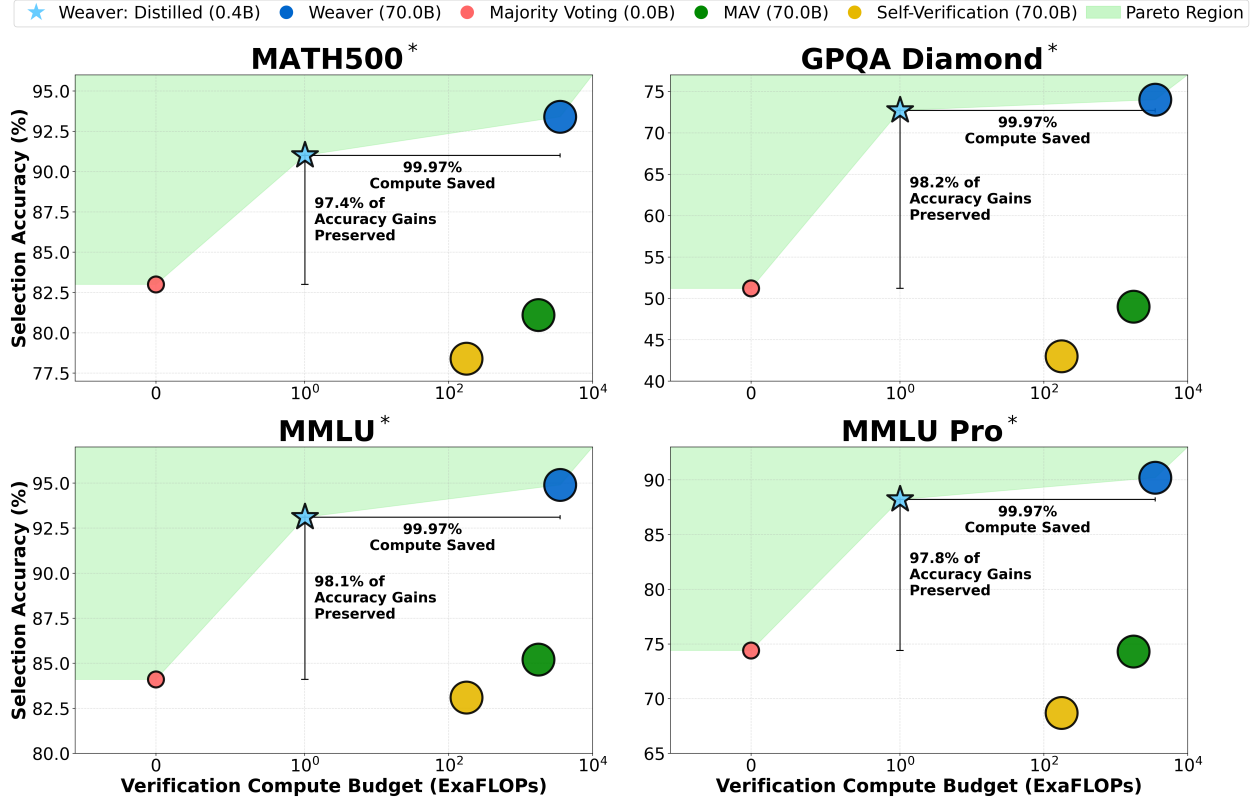 Weaver: Distilled (0.4B) Weaver (70.0B) Majority Voting (0.0B) MAV (70.0B) Self-Verification (70.0B) Pareto Region
MATH500*
Selection Accuracy (%)
95.0
92.5
90.0
87.5
85.0
82.5
80.0
77.5
99.97%
Compute Saved
97.4% of
Accuracy Gains
Preserved
0 10^0 10^2 10^4
GPQA Diamond*
75
70
65
60
55
50
45
40
99.97%
Compute Saved
98.2% of
Accuracy Gains
Preserved
0 10^0 10^2 10^4
MMLU*
Selection Accuracy (%)
95.0
92.5
90.0
87.5
85.0
82.5
80.0
99.97%
Compute Saved
98.1% of
Accuracy Gains
Preserved
0 10^0 10^2 10^4
Verification Compute Budget (ExaFLOPs)
MMLU Pro*
90
85
80
75
70
65
99.97%
Compute Saved
97.8% of
Accuracy Gains
Preserved
0 10^0 10^2 10^4
Verification Compute Budget (ExaFLOPs)